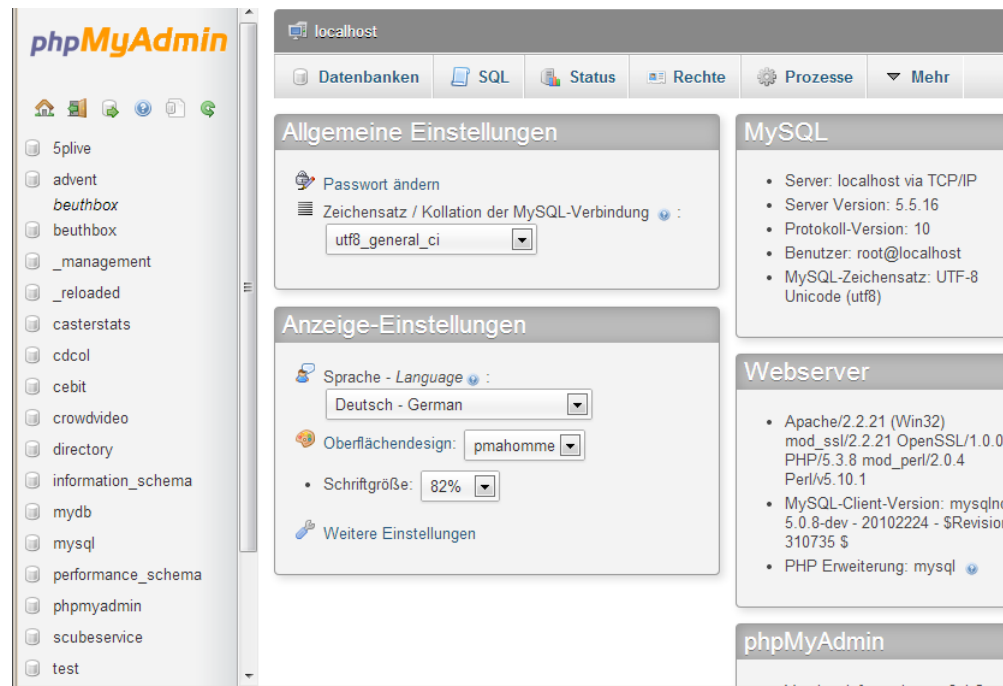 phpMyAdmin
5plive
advent
beuthbox
beuthbox
_management
_reloaded
casterstats
cdcol
cebit
crowdvideo
directory
information_schema
mydb
mysql
performance_schema
phpmyadmin
scubeservice
test
localhost
Datenbanken SQL Status Rechte Prozesse Mehr
Allgemeine Einstellungen
Passwort ändern
Zeichensatz / Kollation der MySQL-Verbindung :
utf8_general_ci
Anzeige-Einstellungen
Sprache - Language :
Deutsch - German
Oberflächendesign: pmahomme
Schriftgröße: 82%
Weitere Einstellungen
MySQL
Server: localhost via TCP/IP
Server Version: 5.5.16
Protokoll-Version: 10
Benutzer: root@localhost
MySQL-Zeichensatz: UTF-8
Unicode (utf8)
Webserver
Apache/2.2.21 (Win32)
mod_ssl/2.2.21 OpenSSL/1.0.0
PHP/5.3.8 mod_perl/2.0.4
Perl/v5.10.1
MySQL-Client-Version:
5.0.8-dev - 20102224 -
310735 $
PHP Erweiterung: mysql
phpMyAdmin